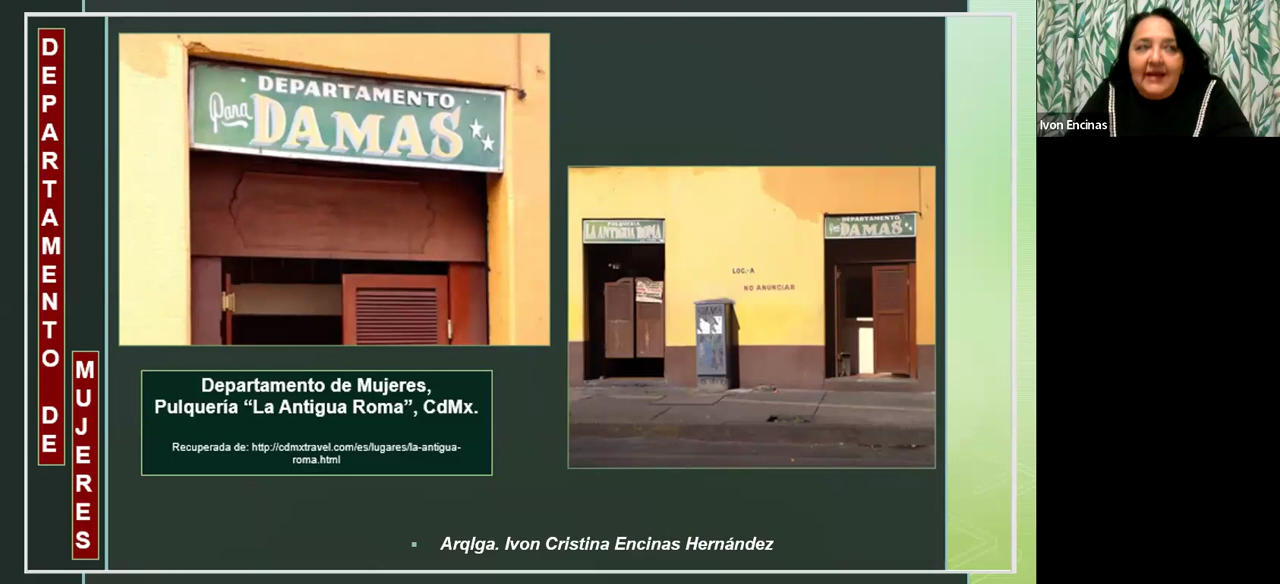 DEPARTAMENTO DE
MUJERES
DEPARTAMENTO
Para
DAMAS
PULQUERIA
LA ANTIGUA ROMA
DEPARTAMENTO
Para DAMAS
LOC.-A
NO ANUNCIAR
Departamento de Mujeres,
Pulquería “La Antigua Roma”, CdMx.
Recuperada de: http://cdmxtravel.com/es/lugares/la-antigua-
roma.html
Arqlga. Ivon Cristina Encinas Hernández
Ivon Encinas